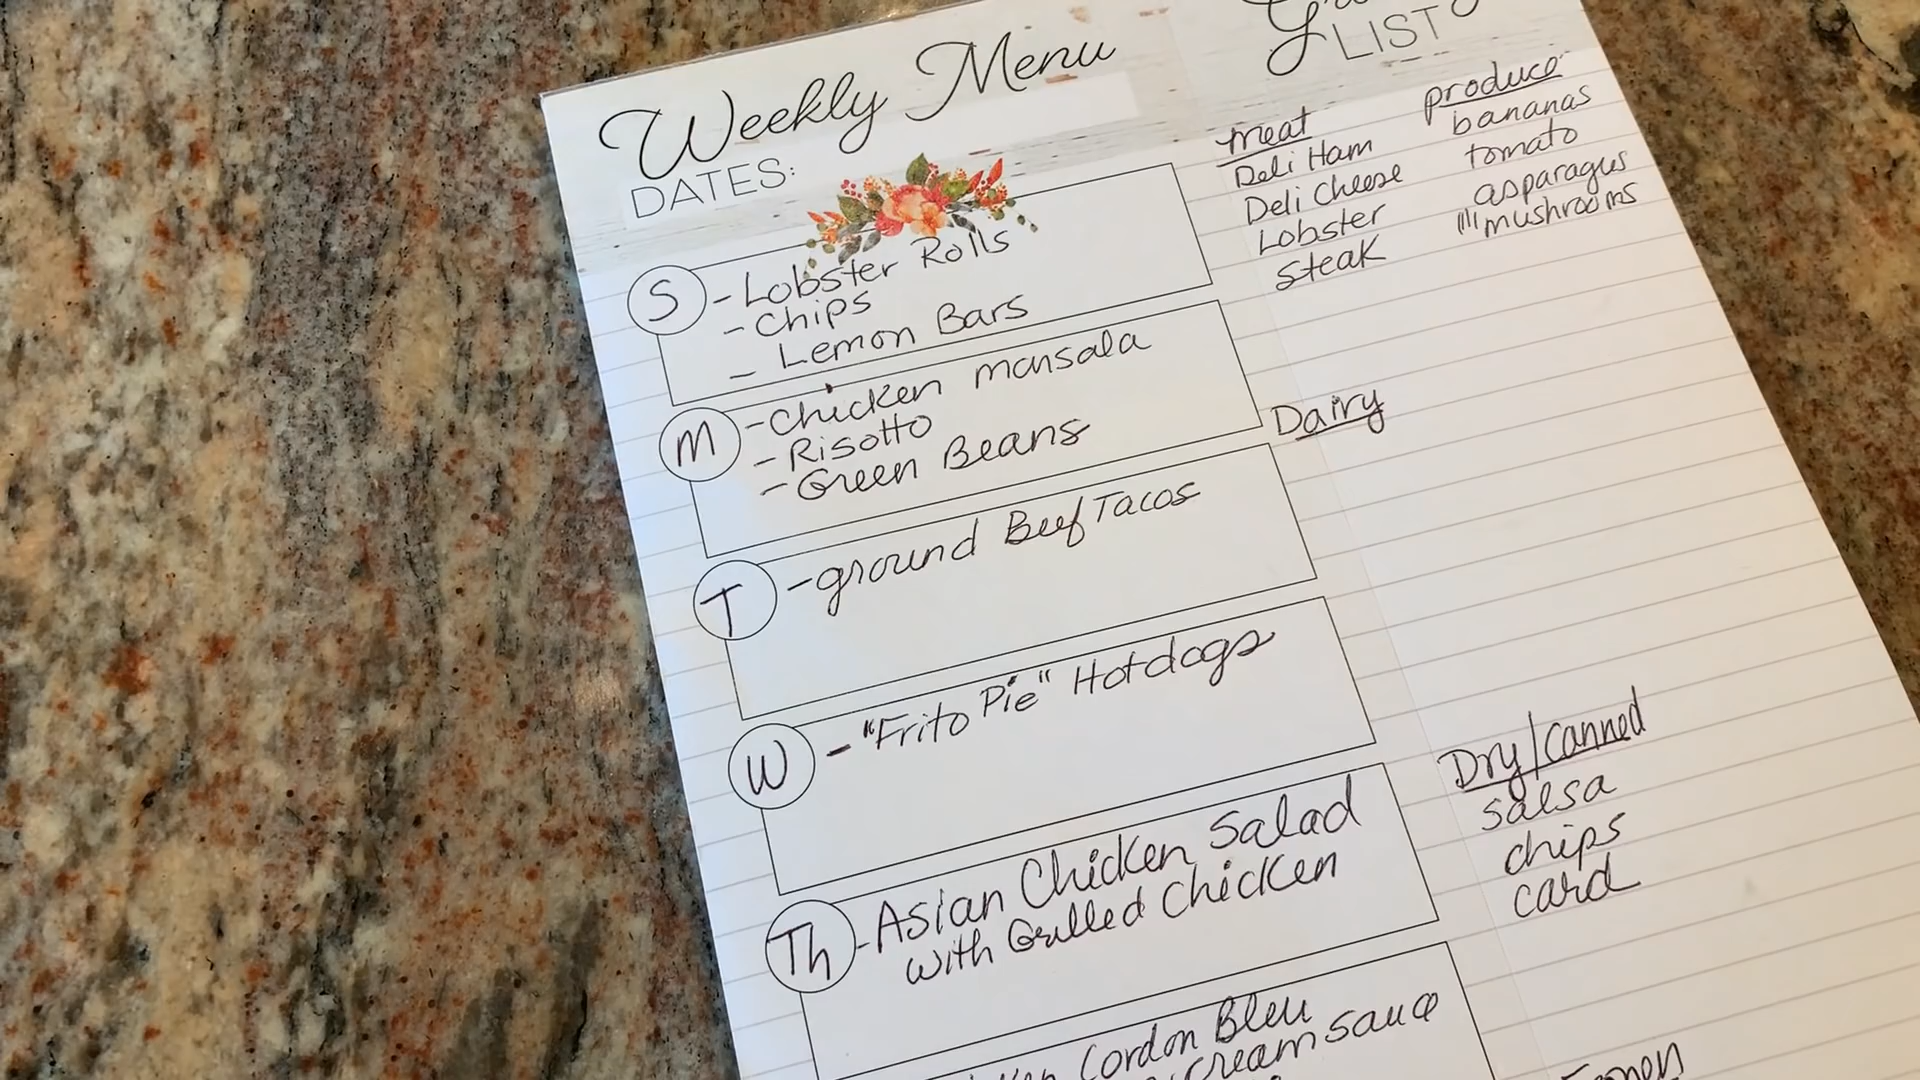 Weekly Menu
DATES:
S
- Lobster Rolls
- Chips
- Lemon Bars
M
- Chicken marsala
- Risotto
- Green Beans
T
- ground Beef Tacos
W
- "Frito Pie" Hotdogs
Th
- Asian Chicken Salad
with Grilled Chicken
Cordon Bleu
cream sauce
LIST
meat
Deli Ham
Deli Cheese
Lobster
steak
produce
bananas
tomato
asparagus
mushrooms
Dairy
Dry/Canned
salsa
chips
card